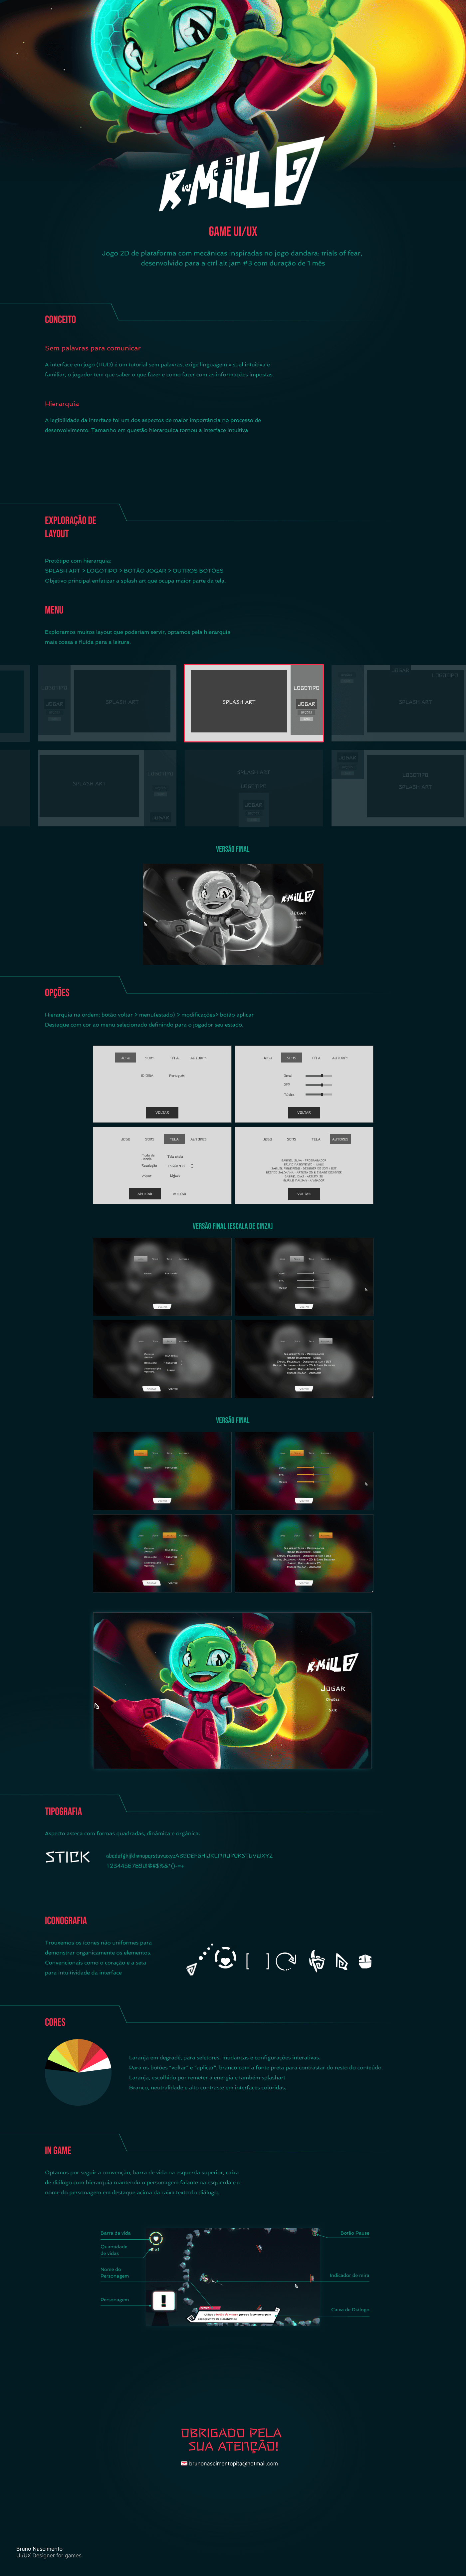 K-MILL
GAME UI/UX
Jogo 2D de plataforma com mecânicas inspiradas no jogo dandara: trials of fear,
desenvolvido para a ctrl alt jam #3 com duração de 1 mês
CONCEITO
Sem palavras para comunicar
A interface em jogo (HUD) é um tutorial sem palavras, exige linguagem visual intuitiva e
familiar, o jogador tem que saber o que fazer e como fazer com as informações impostas.
Hierarquia
A legibilidade da interface foi um dos aspectos de maior importância no processo de
desenvolvimento. Tamanho em questão hierarquica tornou a interface intuitiva
EXPLORAÇÃO DE
LAYOUT
Protótipo com hierarquia:
SPLASH ART > LOGOTIPO > BOTÃO JOGAR > OUTROS BOTÕES
Objetivo principal enfatizar a splash art que ocupa maior parte da tela.
MENU
Exploramos muitos layout que poderiam servir, optamos pela hierarquia
mais coesa e fluída para a leitura.
LOGOTIPO
JOGAR
SPLASH ART
SPLASH ART
LOGOTIPO
JOGAR
LOGOTIPO
JOGAR
SPLASH ART
SPLASH ART
LOGOTIPO
JOGAR
SPLASH ART
LOGOTIPO
JOGAR
JOGAR
LOGOTIPO
SPLASH ART
VERSÃO FINAL
K-MILL
JOGAR
OPÇÕES
Hierarquia na ordem: botão voltar > menu(estado) > modificações> botão aplicar
Destaque com cor ao menu selecionado definindo para o jogador seu estado.
JOGO SOFS TELA AUTORES
IDIOMA Português
VOLTAR
JOGO SOFS TELA AUTORES
Geral
SFX
Música
VOLTAR
JOGO SOFS TELA AUTORES
Modo de Janela Tela cheia
Resolução 1366x768
VSync Ligado
APLICAR VOLTAR
JOGO SOFS TELA AUTORES
VOLTAR
VERSÃO FINAL (ESCALA DE CINZA)
VERSÃO FINAL
K-MILL
JOGAR
TIPOGRAFIA
Aspecto esteca com formas quadradas, dinâmica e orgânica.
STICK
abcdefghijklmnopqrstuvwxyzABCDEFGHIJKLMNOPQRSTUVWXYZ
ICONOGRAFIA
Trouxemos os ícones não uniformes para
demonstrar organicamente os elementos.
Convencionais como o coração e a seta
para intuitividade da interface
CORES
Laranja em degradê, para seletores, mudanças e configurações interativas.
Para os botões "voltar" e "aplicar", branco com a fonte preta para contrastar do resto do conteúdo.
Laranja, escolhido por remeter a energia e também splashart
Branco, neutralidade e alto contraste em interfaces coloridas.
IN GAME
Optamos por seguir a convenção, barra de vida na esquerda superior, caixa
de diálogo com hierarquia mantendo o personagem falante na esquerda e o
nome do personagem em destaque acima da caixa texto do diálogo.
Barra de vida
Quantidade
de vidas
Nome do
Personagem
Personagem
Botão Pause
Indicador de mira
Caixa de Diálogo
x1
OBRIGADO PELA
SUA ATENÇÃO!
brunonascimentopita@hotmail.com
Bruno Nascimento
UI/UX Designer for games